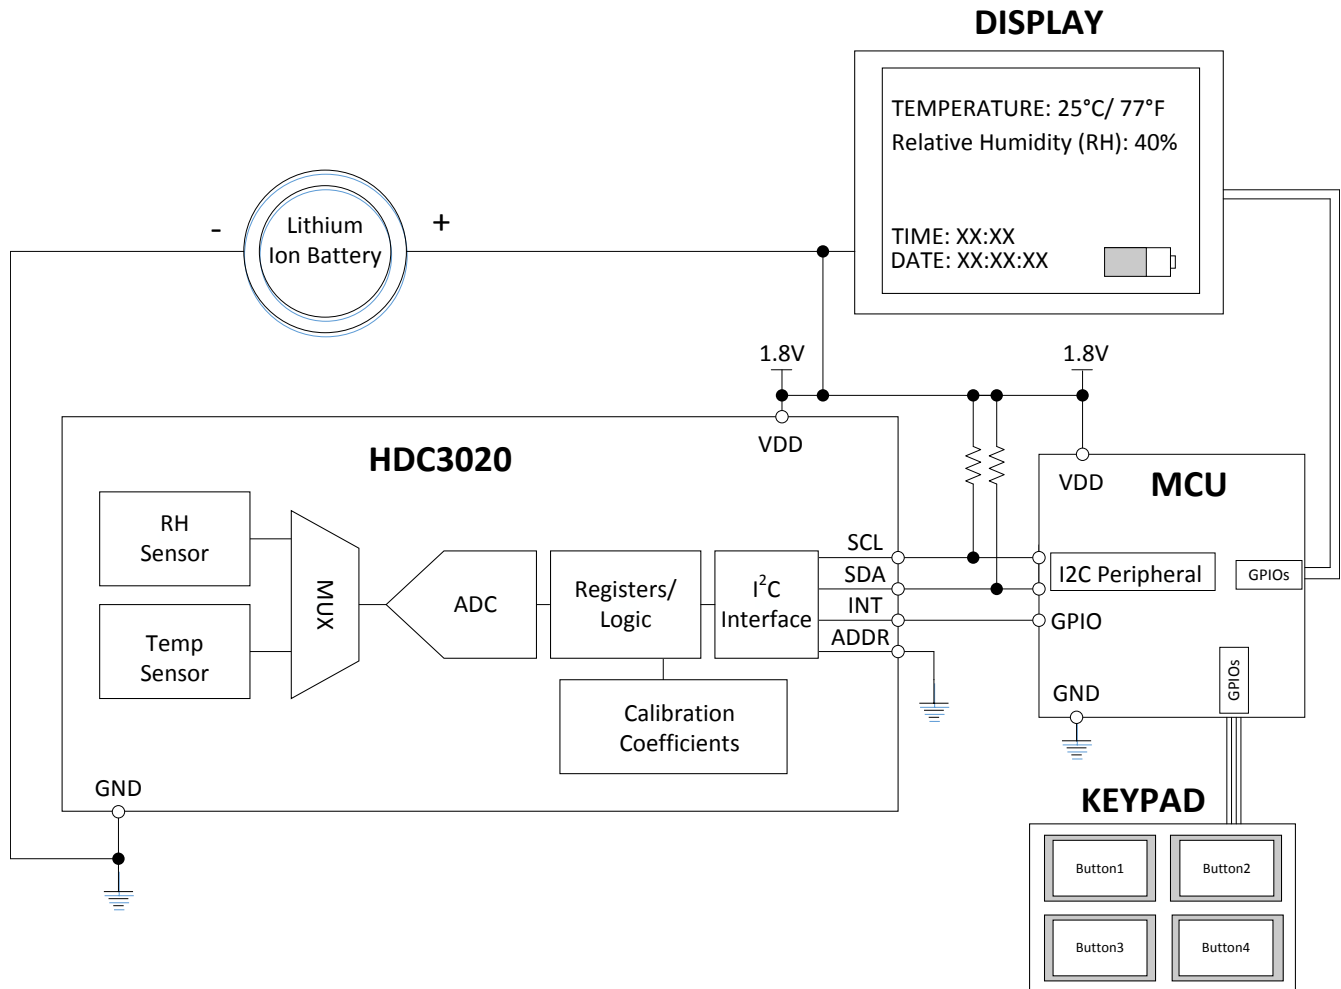 DISPLAY
TEMPERATURE: 25°C/ 77°F
Relative Humidity (RH): 40%
TIME: XX:XX
DATE: XX:XX:XX
-
Lithium
Ion Battery
+
1.8V
1.8V
VDD
HDC3020
RH
Sensor
Temp
Sensor
MUX
ADC
Registers/
Logic
I²C
Interface
Calibration
Coefficients
SCL
SDA
INT
ADDR
GND
VDD
MCU
I2C Peripheral
GPIOs
GPIO
GPIOs
GND
KEYPAD
Button1
Button2
Button3
Button4